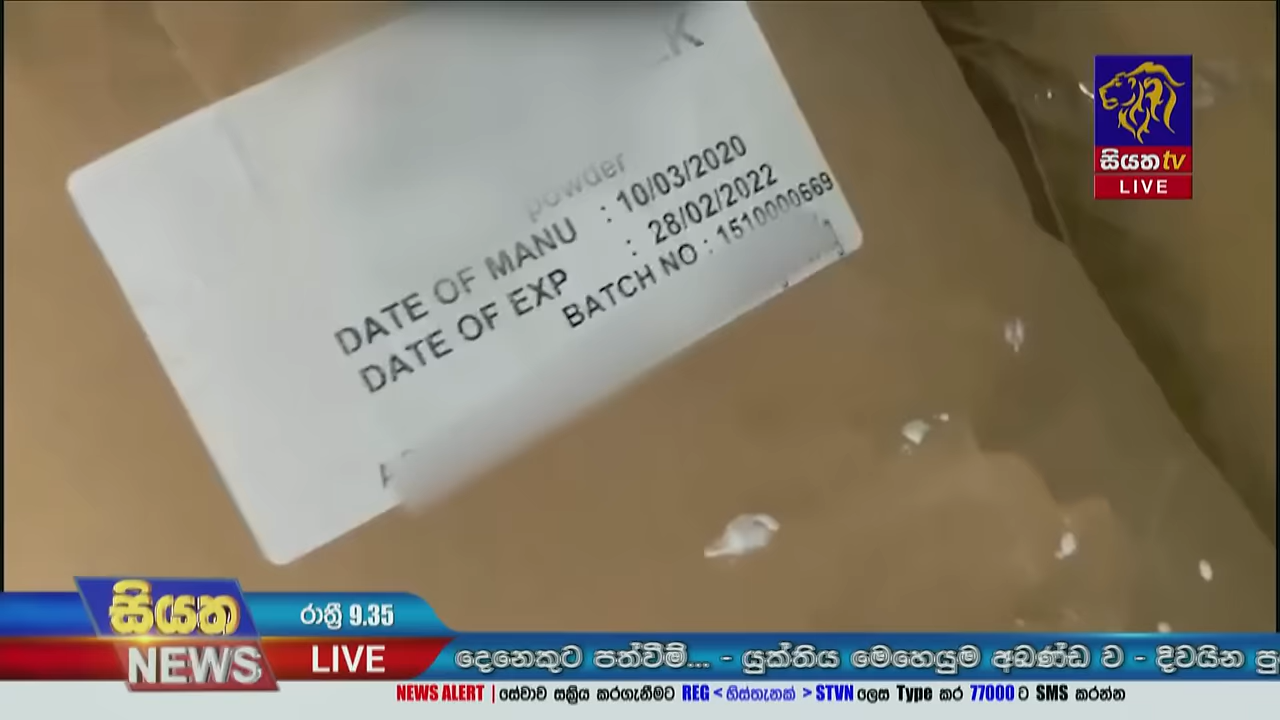 K
powder
DATE OF MANU : 10/03/2020
DATE OF EXP : 28/02/2022
BATCH NO : 1510000669
සියත tv
LIVE
සියත
NEWS
රාත්‍රී 9.35
LIVE
දෙනෙකුට පත්වීම්... - යුක්තිය මෙහෙයුම අඛණ්ඩ ව - දිවයින
NEWS ALERT | සේවාව සක්‍රිය කරගැනීමට REG < හිස්තැනක් > STVN ලෙස Type කර 77000 ට SMS කරන්න